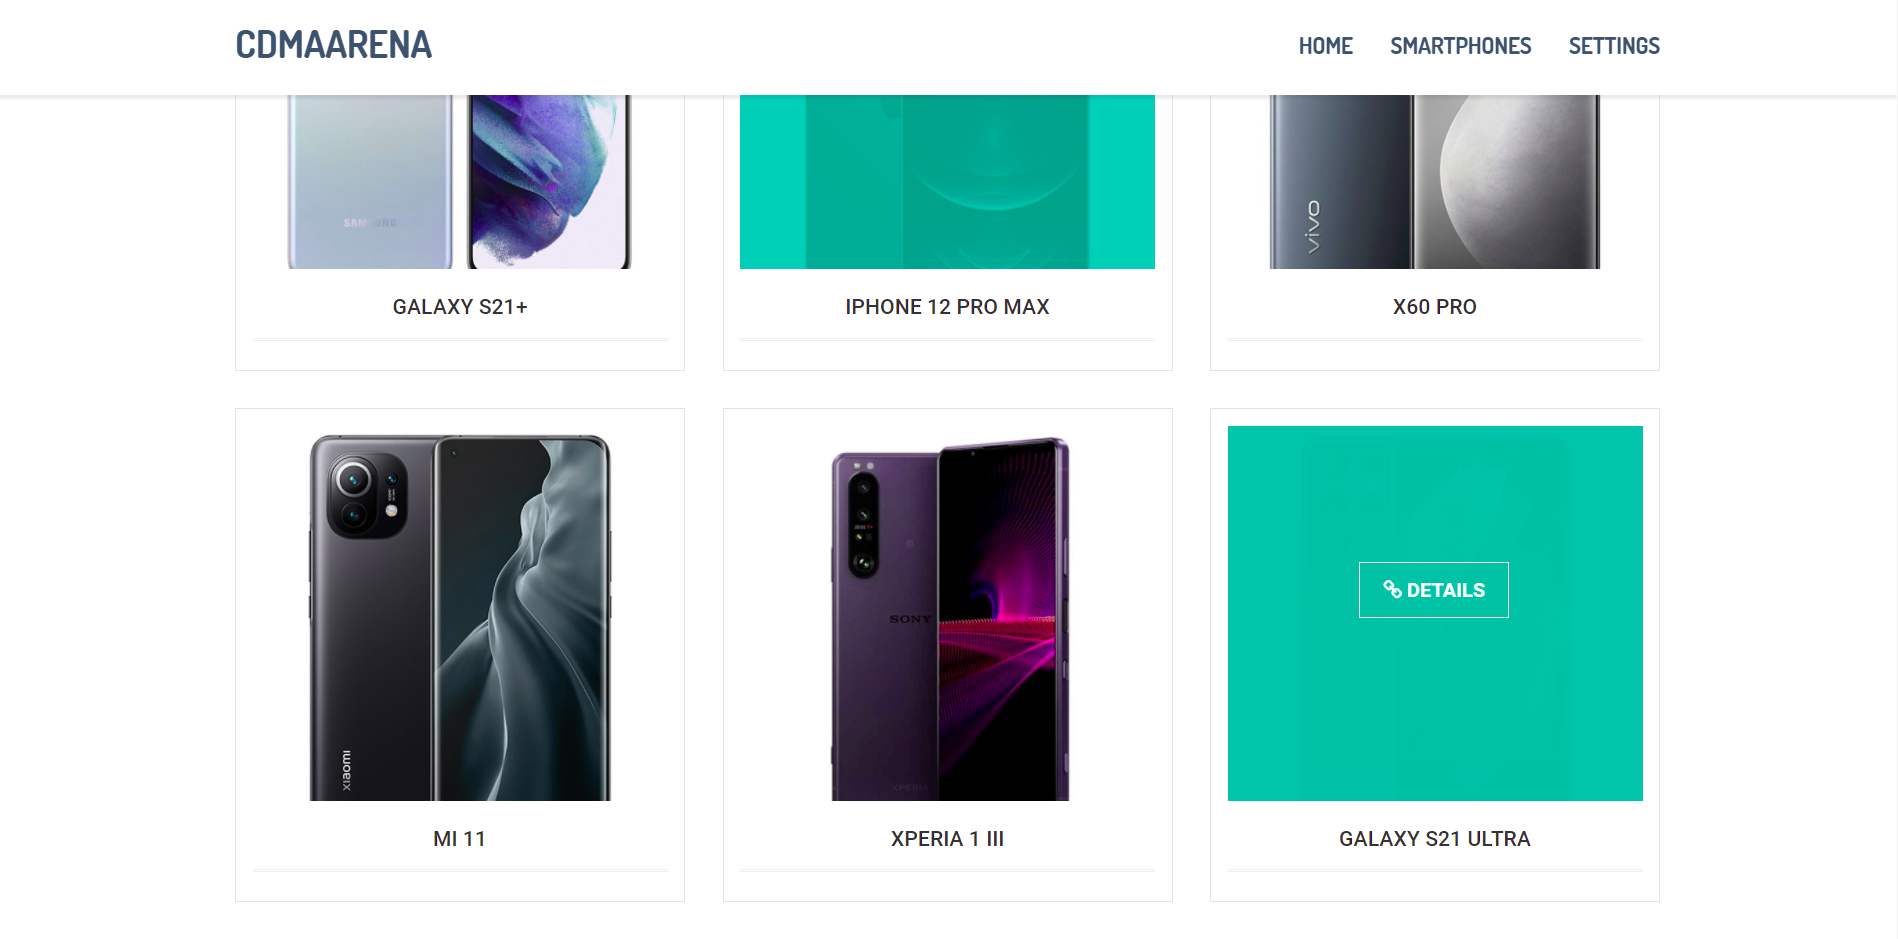 CDMAARENA
HOME SMARTPHONES SETTINGS
SAMSUNG
vivo
GALAXY S21+
IPHONE 12 PRO MAX
X60 PRO
xiaomi
SONY
XPERIA
DETAILS
MI 11
XPERIA 1 III
GALAXY S21 ULTRA